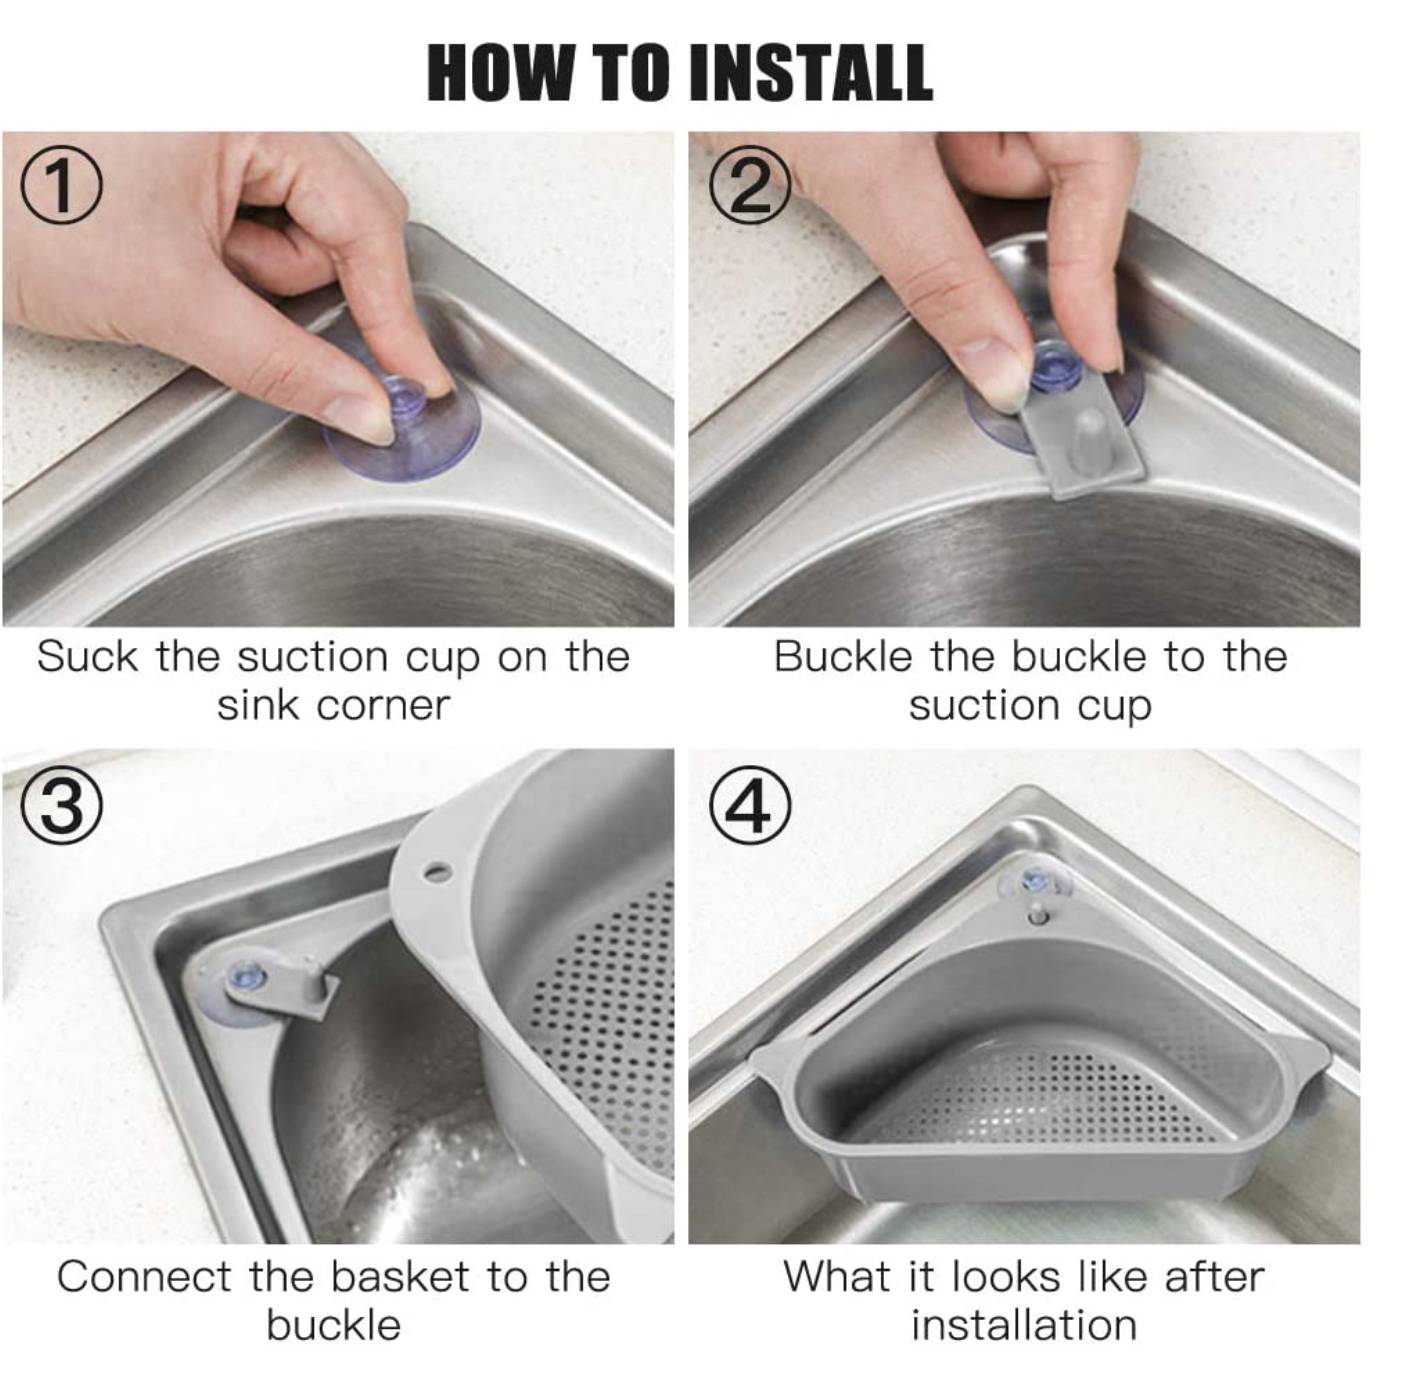 HOW TO INSTALL
1
2
Suck the suction cup on the
sink corner
Buckle the buckle to the
suction cup
3
4
Connect the basket to the
buckle
What it looks like after
installation